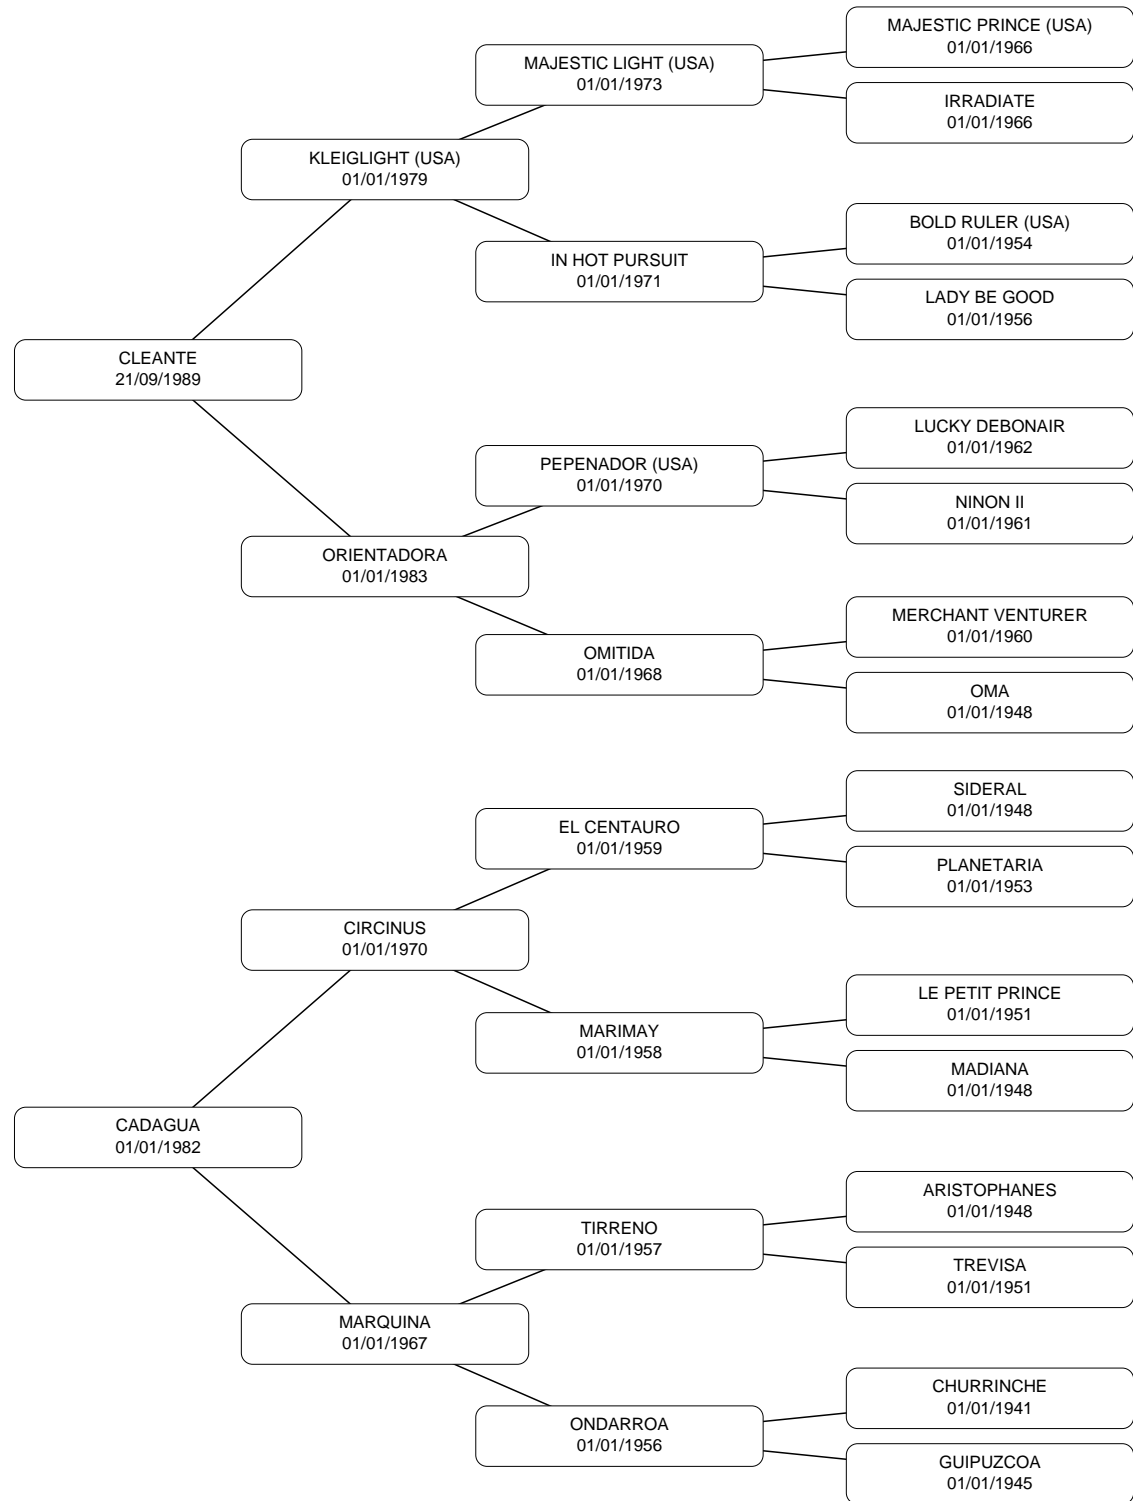 MAJESTIC PRINCE (USA)
01/01/1966
MAJESTIC LIGHT (USA)
01/01/1973
IRRADIATE
01/01/1966
KLEIGLIGHT (USA)
01/01/1979
BOLD RULER (USA)
01/01/1954
IN HOT PURSUIT
01/01/1971
LADY BE GOOD
01/01/1956
CLEANTE
21/09/1989
LUCKY DEBONAIR
01/01/1962
PEPENADOR (USA)
01/01/1970
NINON II
01/01/1961
ORIENTADORA
01/01/1983
MERCHANT VENTURER
01/01/1960
OMITIDA
01/01/1968
OMA
01/01/1948
SIDERAL
01/01/1948
EL CENTAURO
01/01/1959
PLANETARIA
01/01/1953
CIRCINUS
01/01/1970
LE PETIT PRINCE
01/01/1951
MARIMAY
01/01/1958
MADIANA
01/01/1948
CADAGUA
01/01/1982
ARISTOPHANES
01/01/1948
TIRRENO
01/01/1957
TREVISA
01/01/1951
MARQUINA
01/01/1967
CHURRINCHE
01/01/1941
ONDARROA
01/01/1956
GUIPUZCOA
01/01/1945